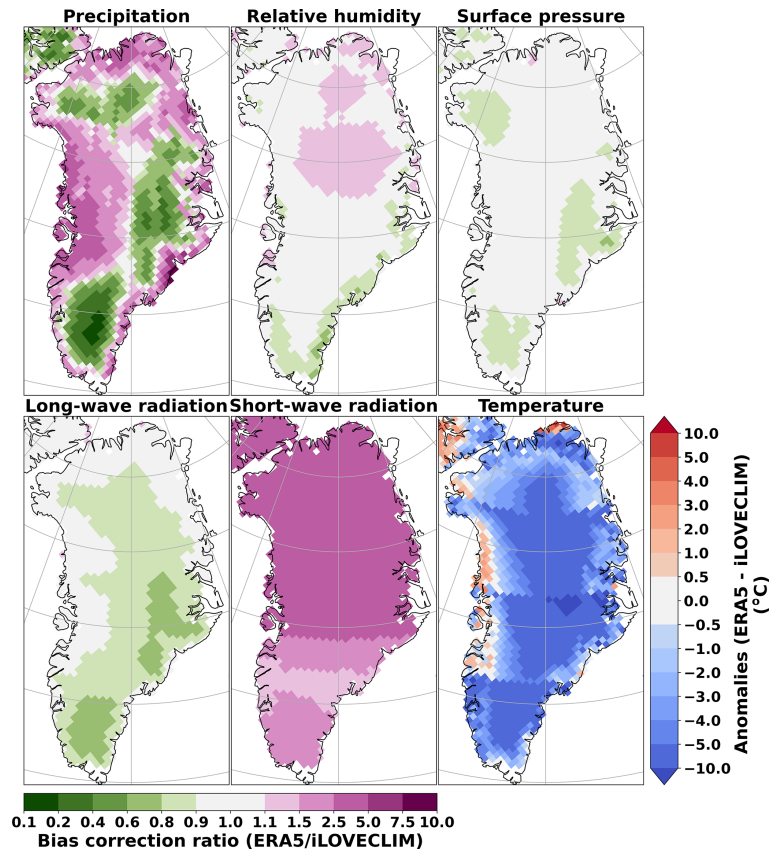 Precipitation Relative humidity Surface pressure
Long-wave radiation Short-wave radiation Temperature
10.0
5.0
4.0
3.0
2.0
1.0
0.5
0.0
−0.5
−1.0
−2.0
−3.0
−4.0
−5.0
−10.0
Anomalies (ERA5 - iLOVECLIM)
(°C)
0.1 0.2 0.4 0.6 0.8 0.9 1.0 1.1 1.5 2.5 5.0 7.5 10.0
Bias correction ratio (ERA5/iLOVECLIM)